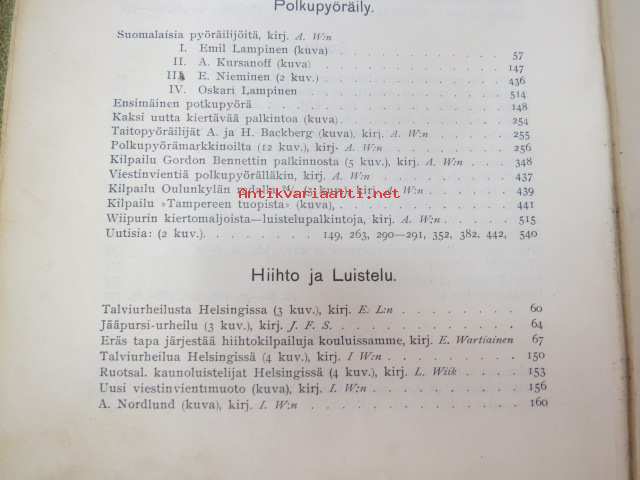 Polkupyöräily.
Suomalaisia pyöräilijöitä, kirj. A. W:n
I. Emil Lampinen (kuva) 57
II. A. Kursanoff (kuva) 147
III. E. Nieminen (2 kuv.) 436
IV. Oskari Lampinen 514
Ensimäinen potkupyörä 148
Kaksi uutta kiertävää palkintoa (kuva) 254
Taitopyöräilijät A. ja H. Backberg (kuva), kirj. A. W:n 255
Polkupyörämarkkinoilta (12 kuv.), kirj. A. W:n 256
Kilpailu Gordon Bennettin palkinnosta (5 kuv.), kirj. A. W:n 348
Viestinvientiä polkupyörälläkin, kirj. A. W:n 437
Kilpailu Oulunkylän kirj. A. W:n 439
Antikvariaatti.net
Kilpailu »Tampereen tuopista» (kuva), 441
Wiipurin kiertomaljoista—luistelupalkintoja, kirj. A. W:n 515
Uutisia: (2 kuv.) 149, 263, 290—291, 352, 382, 442, 540
Hiihto ja Luistelu.
Talviurheilusta Helsingissa (3 kuv.), kirj. E. L:n 60
Jääpursi-urheilu (3 kuv.), kirj. J. F. S. 64
Eräs tapa järjestää hiihtokilpailuja kouluissamme, kirj. E. Wartiainen 67
Talviurheilua Helsingissä (4 kuv.), kirj. I W:n 150
Ruotsal. kaunoluistelijat Helsingissä (4 kuv.), kirj. L. Wiik 153
Uusi viestinvientimuoto (kuva), kirj. I. W:n 156
A. Nordlund (kuva), kirj. I. W:n 160